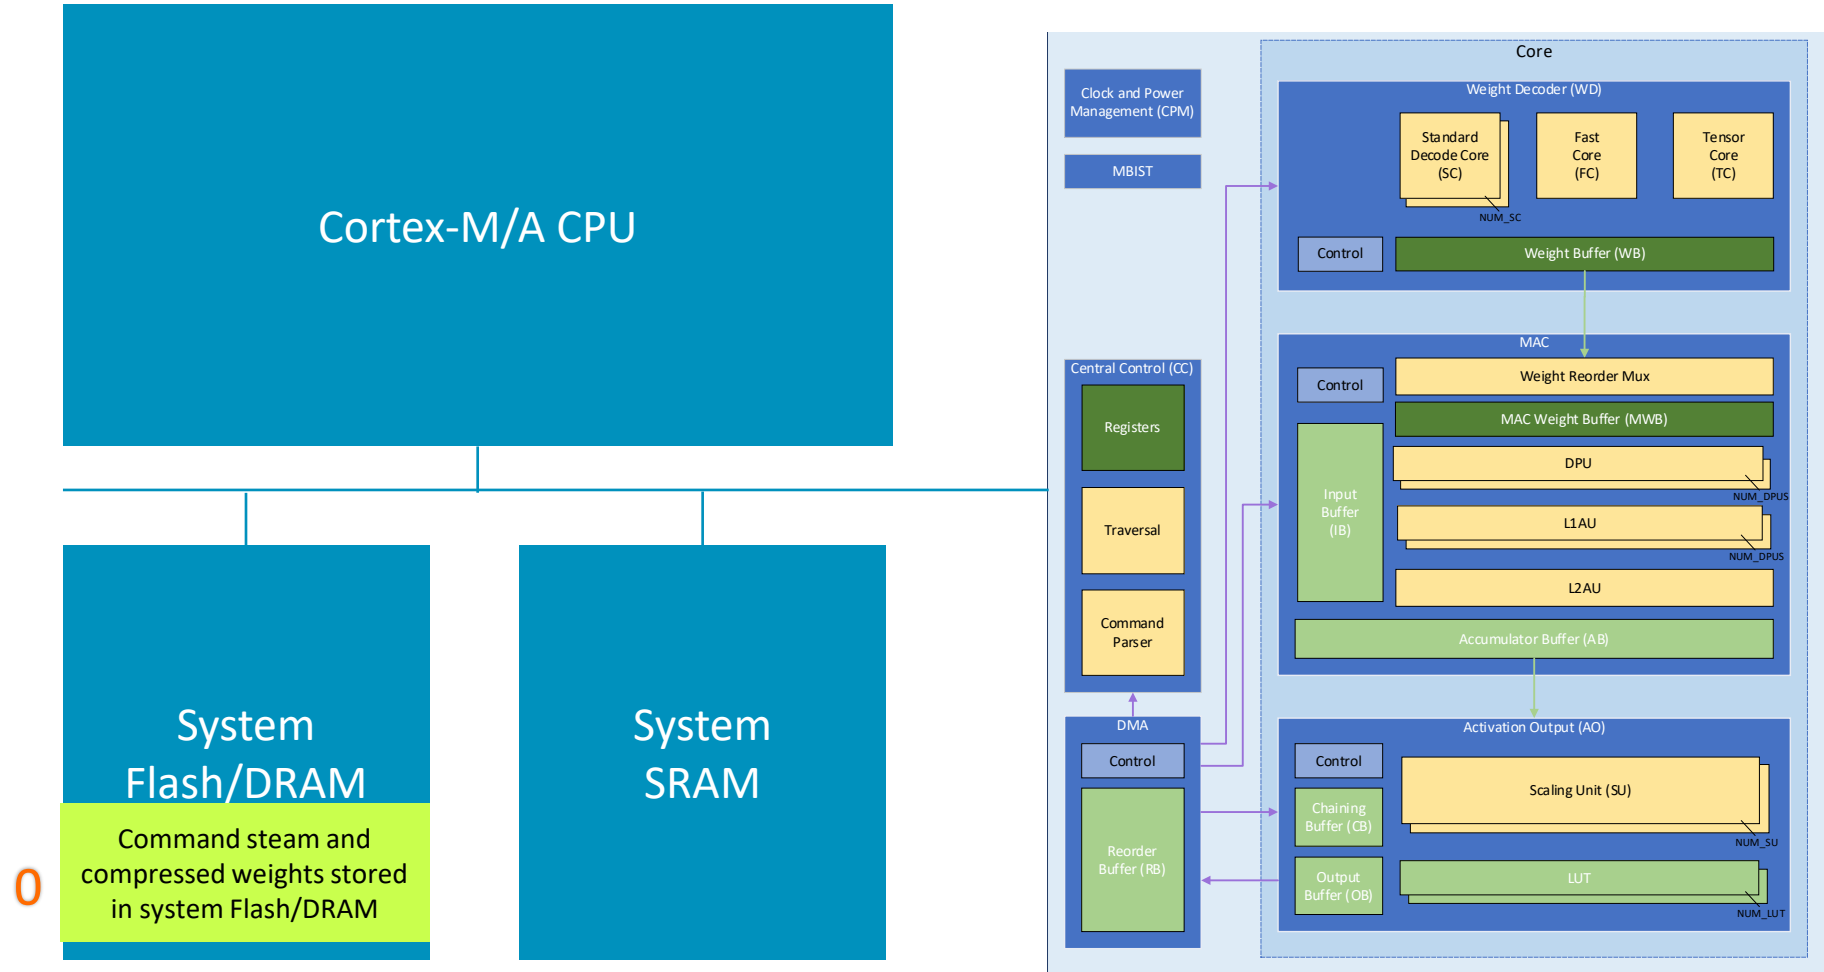 Cortex-M/A CPU
System
Flash/DRAM
Command steam and
compressed weights stored
in system Flash/DRAM
0
System
SRAM
Clock and Power
Management (CPM)
MBIST
Central Control (CC)
Registers
Traversal
Command
Parser
DMA
Control
Reorder
Buffer (RB)
Core
Weight Decoder (WD)
Standard
Decode Core
(SC)
NUM_SC
Fast
Core
(FC)
Tensor
Core
(TC)
Control
Weight Buffer (WB)
MAC
Control
Weight Reorder Mux
MAC Weight Buffer (MWB)
Input
Buffer
(IB)
DPU
NUM_DPUS
L1AU
NUM_DPUS
L2AU
Accumulator Buffer (AB)
Activation Output (AO)
Control
Chaining
Buffer (CB)
Output
Buffer (OB)
Scaling Unit (SU)
NUM_SU
LUT
NUM_LUT